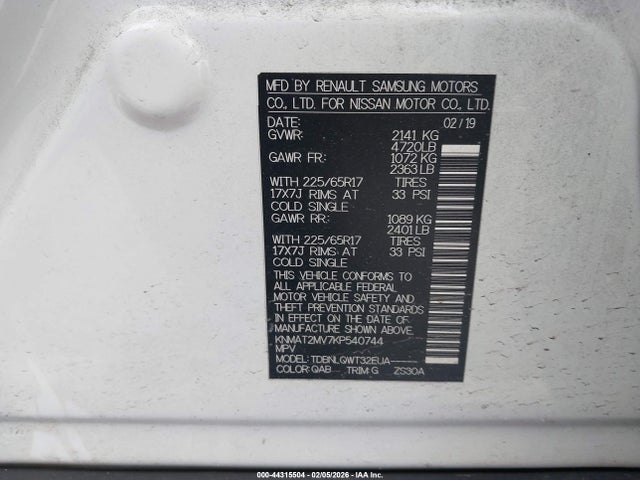 MFD BY RENAULT SAMSUNG MOTORS
CO., LTD. FOR NISSAN MOTOR CO., LTD.
DATE: 02/19
GVWR: 2141 KG
4720LB
GAWR FR: 1072 KG
2363 LB
WITH 225/65R17 TIRES
17X7J RIMS AT 33 PSI
COLD SINGLE
GAWR RR: 1089 KG
2401 LB
WITH 225/65R17 TIRES
17X7J RIMS AT 33 PSI
COLD SINGLE
THIS VEHICLE CONFORMS TO
ALL APPLICABLE FEDERAL
MOTOR VEHICLE SAFETY AND
THEFT PREVENTION STANDARDS
IN EFFECT ON THE DATE OF
MANUFACTURE SHOWN ABOVE.
KNMAT2MV7KP540744
MPV
MODEL: TDBNLQWT32EUA-----
COLOR: QAB TRIM: G ZS30A
000-44315504 - 02/05/2026 - IAA Inc.